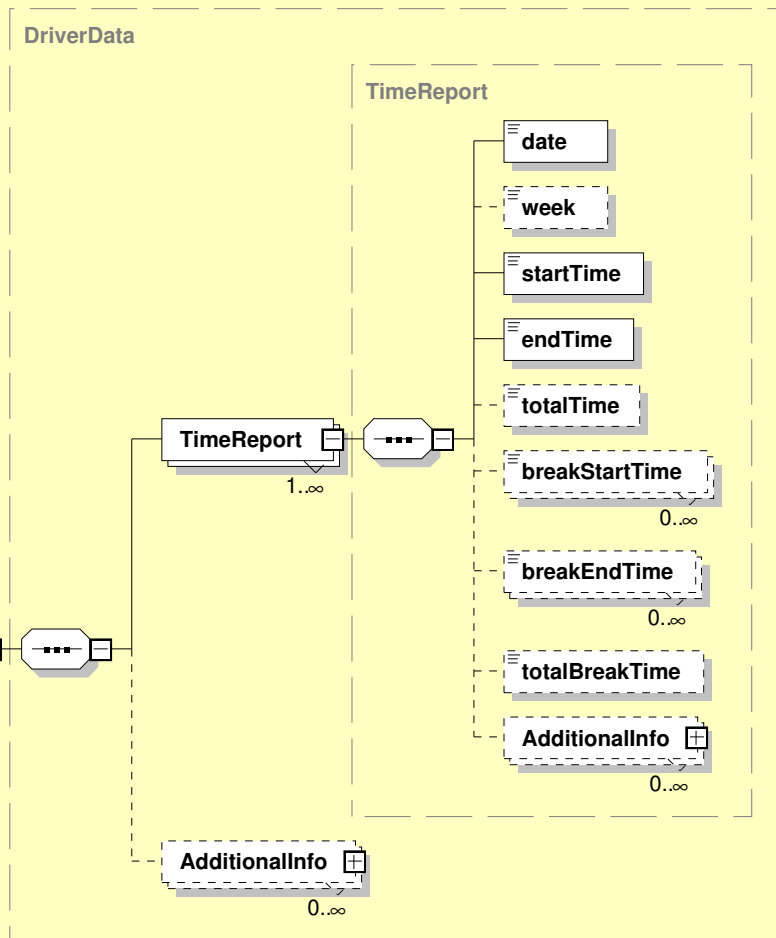 DriverData
TimeReport
date
week
startTime
endTime
totalTime
TimeReport
1..∞
breakStartTime
0..∞
breakEndTime
0..∞
totalBreakTime
AdditionalInfo
0..∞
AdditionalInfo
0..∞